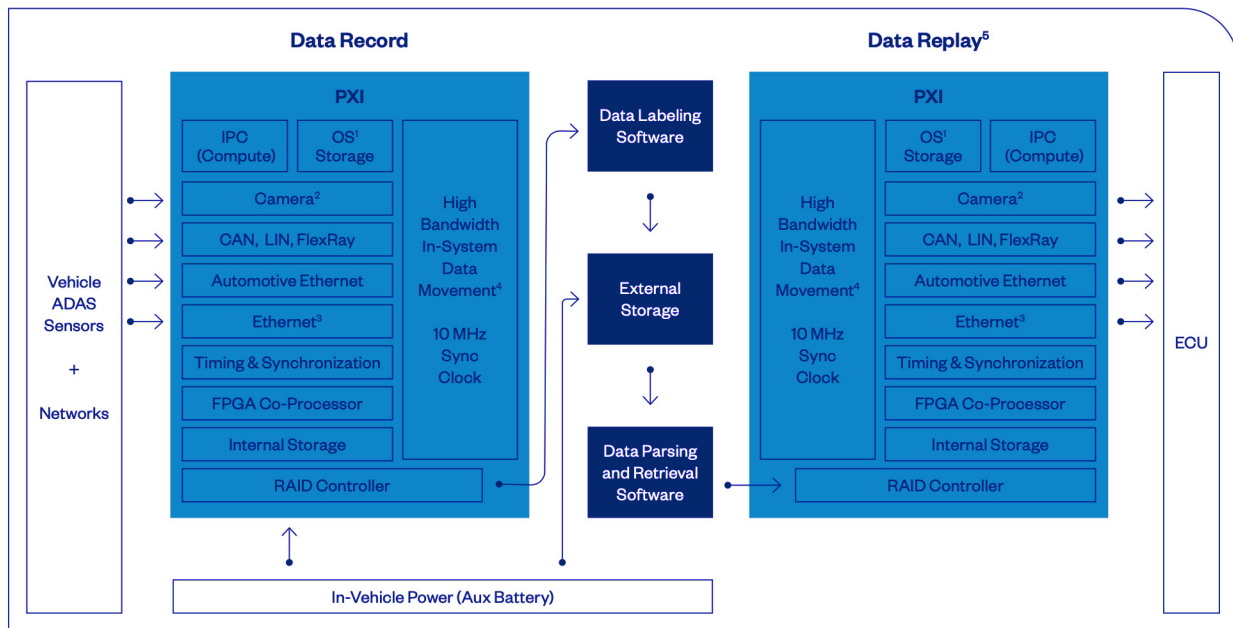 Data Record
Data Replay⁵
Vehicle
ADAS
Sensors
+
Networks
PXI
IPC
(Compute)
OS¹
Storage
Camera²
CAN, LIN, FlexRay
Automotive Ethernet
Ethernet³
Timing & Synchronization
FPGA Co-Processor
Internal Storage
RAID Controller
High
Bandwidth
In-System
Data
Movement⁴
10 MHz
Sync
Clock
Data Labeling
Software
External
Storage
Data Parsing
and Retrieval
Software
PXI
High
Bandwidth
In-System
Data
Movement⁴
10 MHz
Sync
Clock
OS¹
Storage
IPC
(Compute)
Camera²
CAN, LIN, FlexRay
Automotive Ethernet
Ethernet³
Timing & Synchronization
FPGA Co-Processor
Internal Storage
RAID Controller
ECU
In-Vehicle Power (Aux Battery)